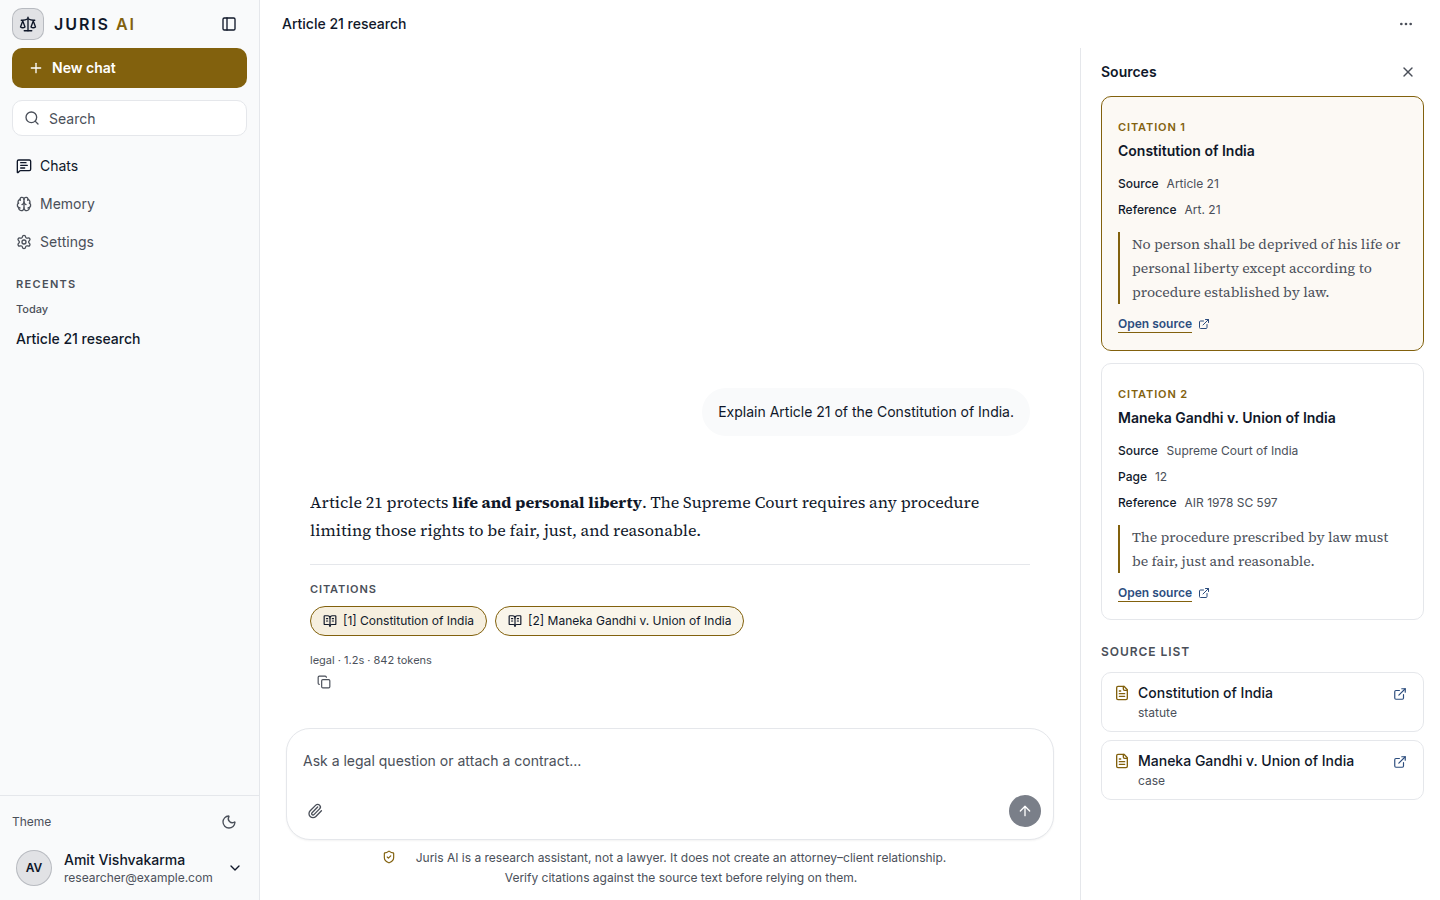 JURIS AI
New chat
Search
Chats
Memory
Settings
RECENTS
Today
Article 21 research
Theme
AV
Amit Vishvakarma
researcher@example.com
Article 21 research
Explain Article 21 of the Constitution of India.
Article 21 protects life and personal liberty. The Supreme Court requires any procedure
limiting those rights to be fair, just, and reasonable.
CITATIONS
[1] Constitution of India
[2] Maneka Gandhi v. Union of India
legal · 1.2s · 842 tokens
Ask a legal question or attach a contract...
Juris AI is a research assistant, not a lawyer. It does not create an attorney–client relationship.
Verify citations against the source text before relying on them.
Sources
CITATION 1
Constitution of India
Source Article 21
Reference Art. 21
No person shall be deprived of his life or
personal liberty except according to
procedure established by law.
Open source
CITATION 2
Maneka Gandhi v. Union of India
Source Supreme Court of India
Page 12
Reference AIR 1978 SC 597
The procedure prescribed by law must
be fair, just and reasonable.
Open source
SOURCE LIST
Constitution of India
statute
Maneka Gandhi v. Union of India
case